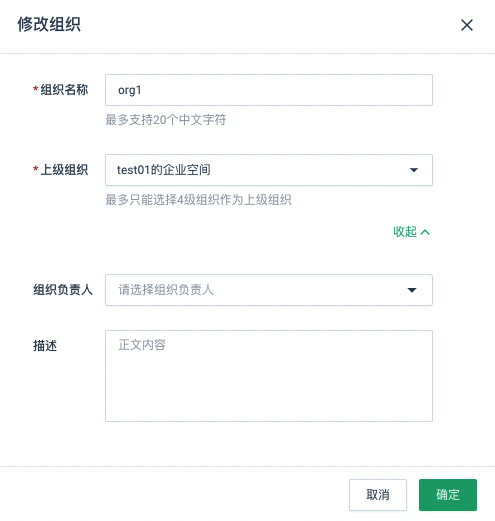 修改组织
*组织名称
org1
最多支持20个中文字符
*上级组织
test01的企业空间
最多只能选择4级组织作为上级组织
收起
组织负责人
请选择组织负责人
描述
正文内容
取消
确定